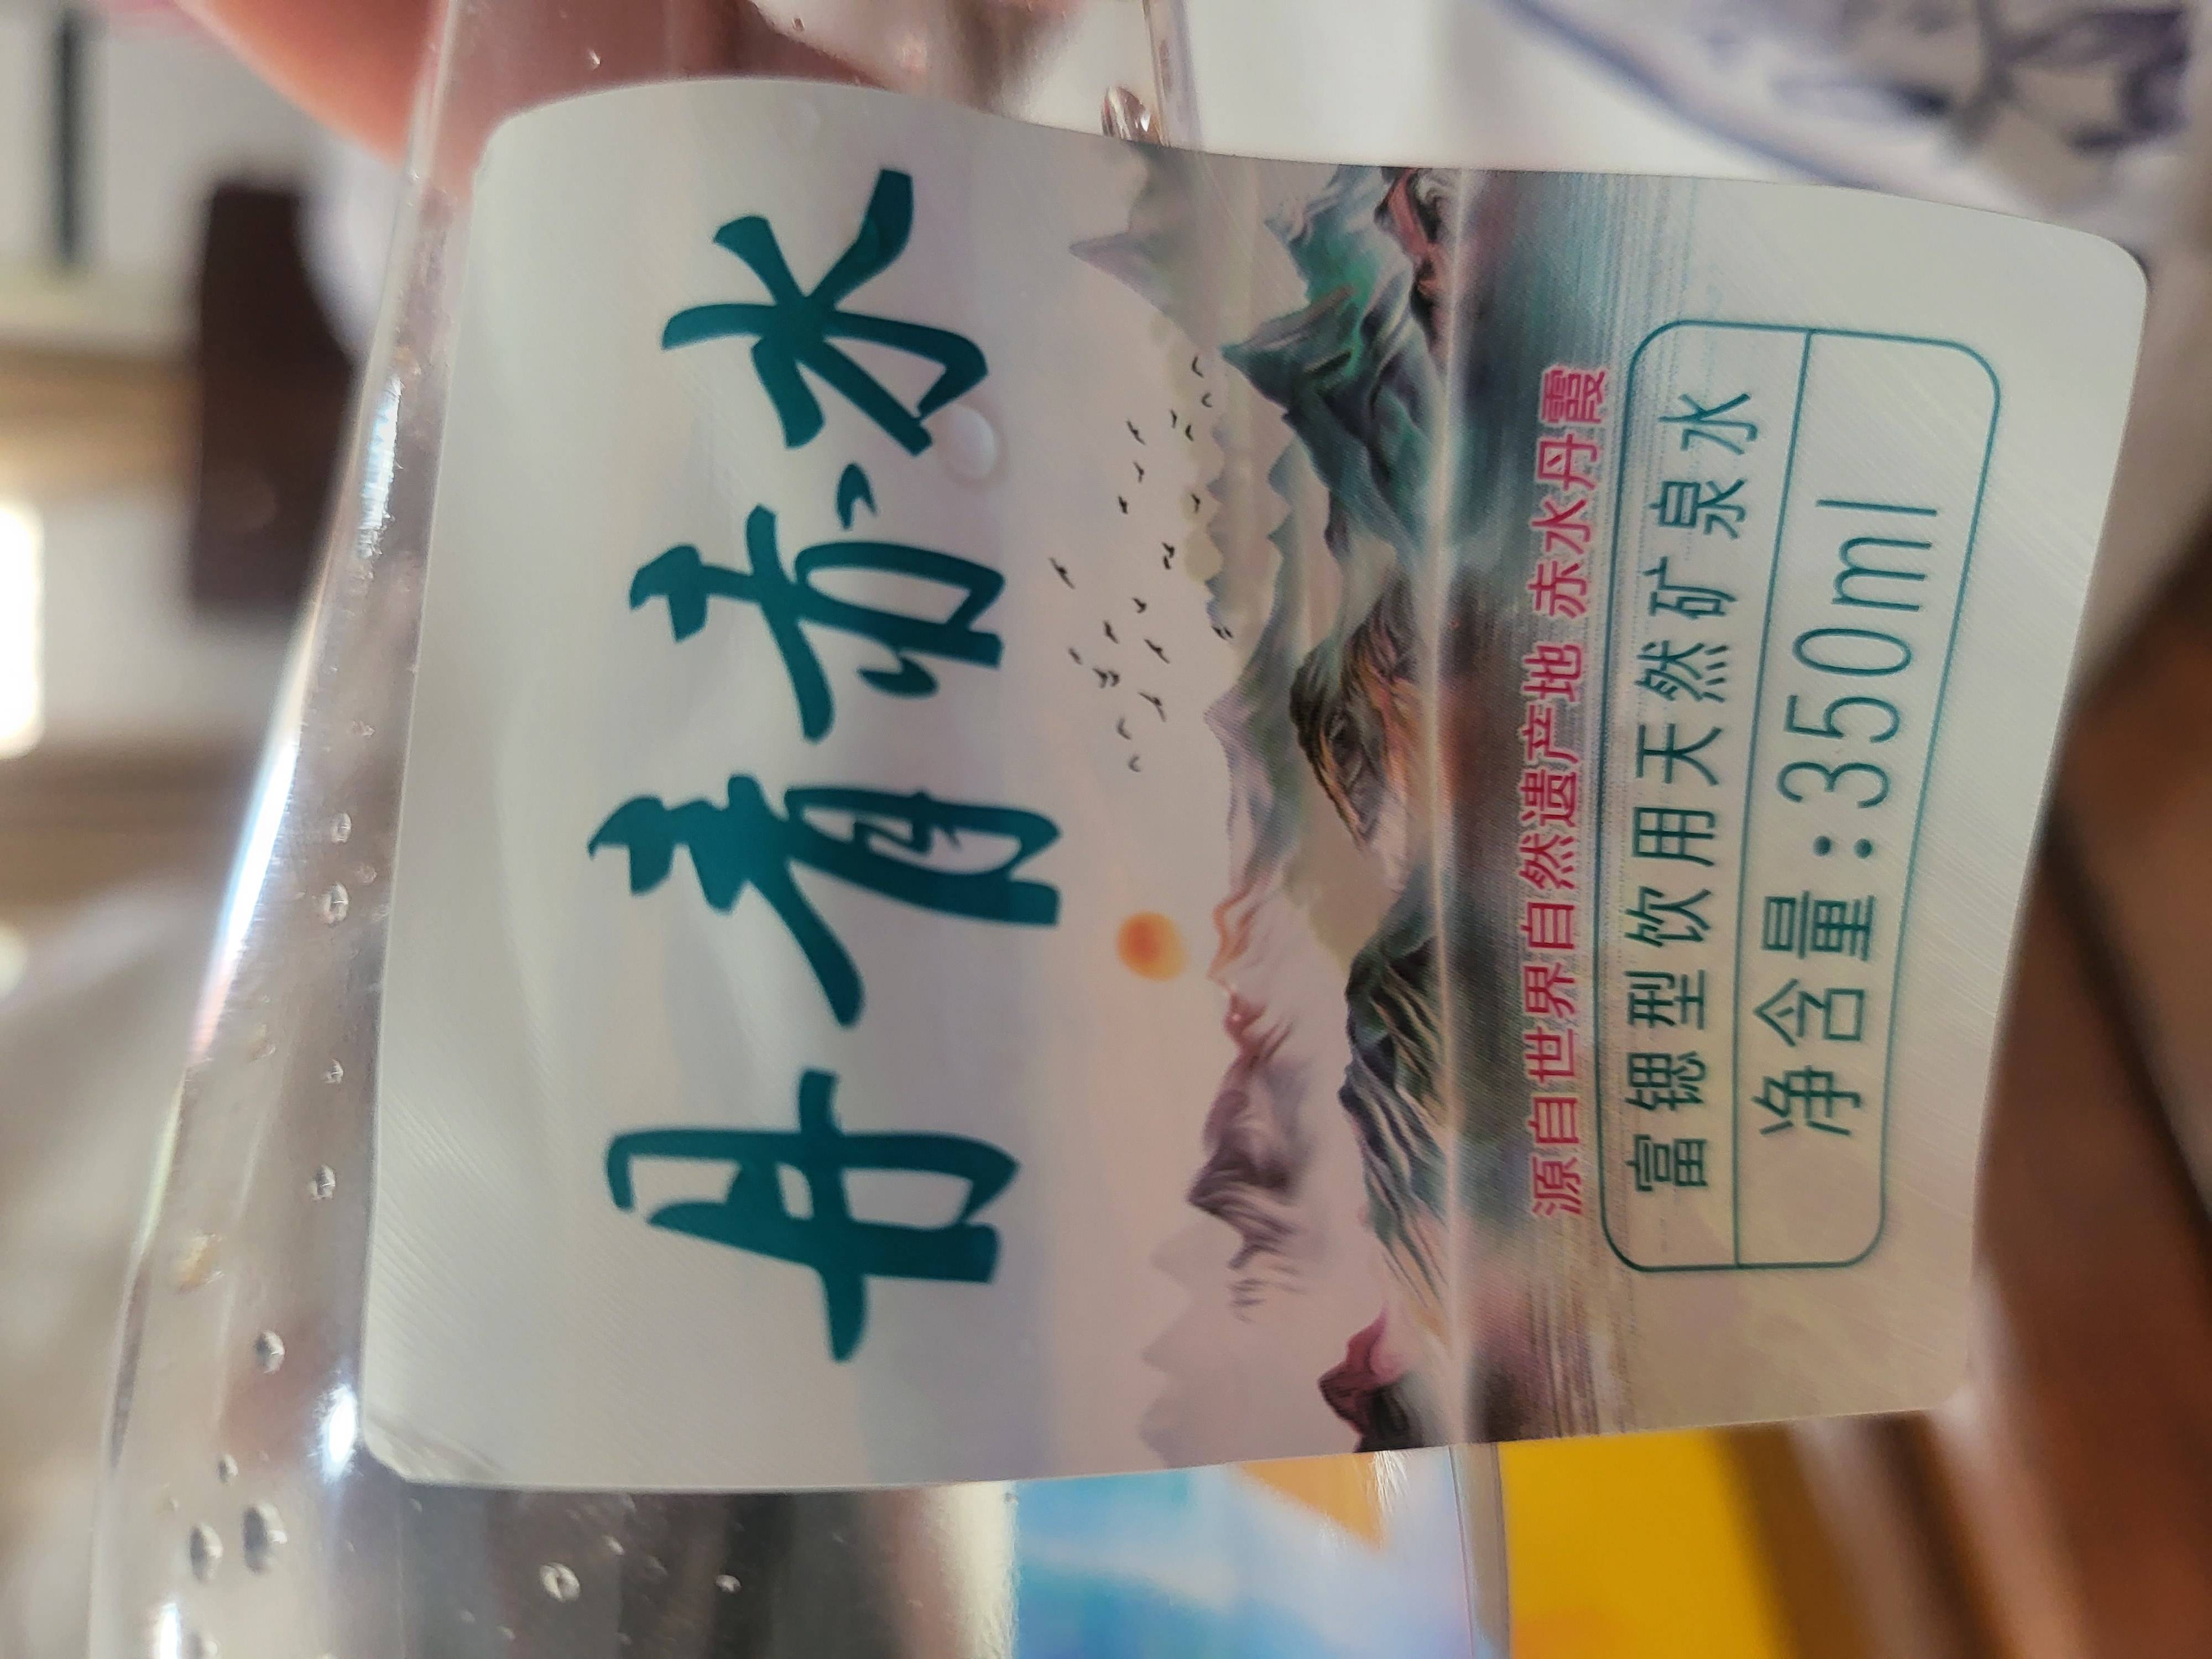 丹青赤水
源自世界自然遗产地 赤水丹霞
富锶型饮用天然矿泉水
净含量:350ml